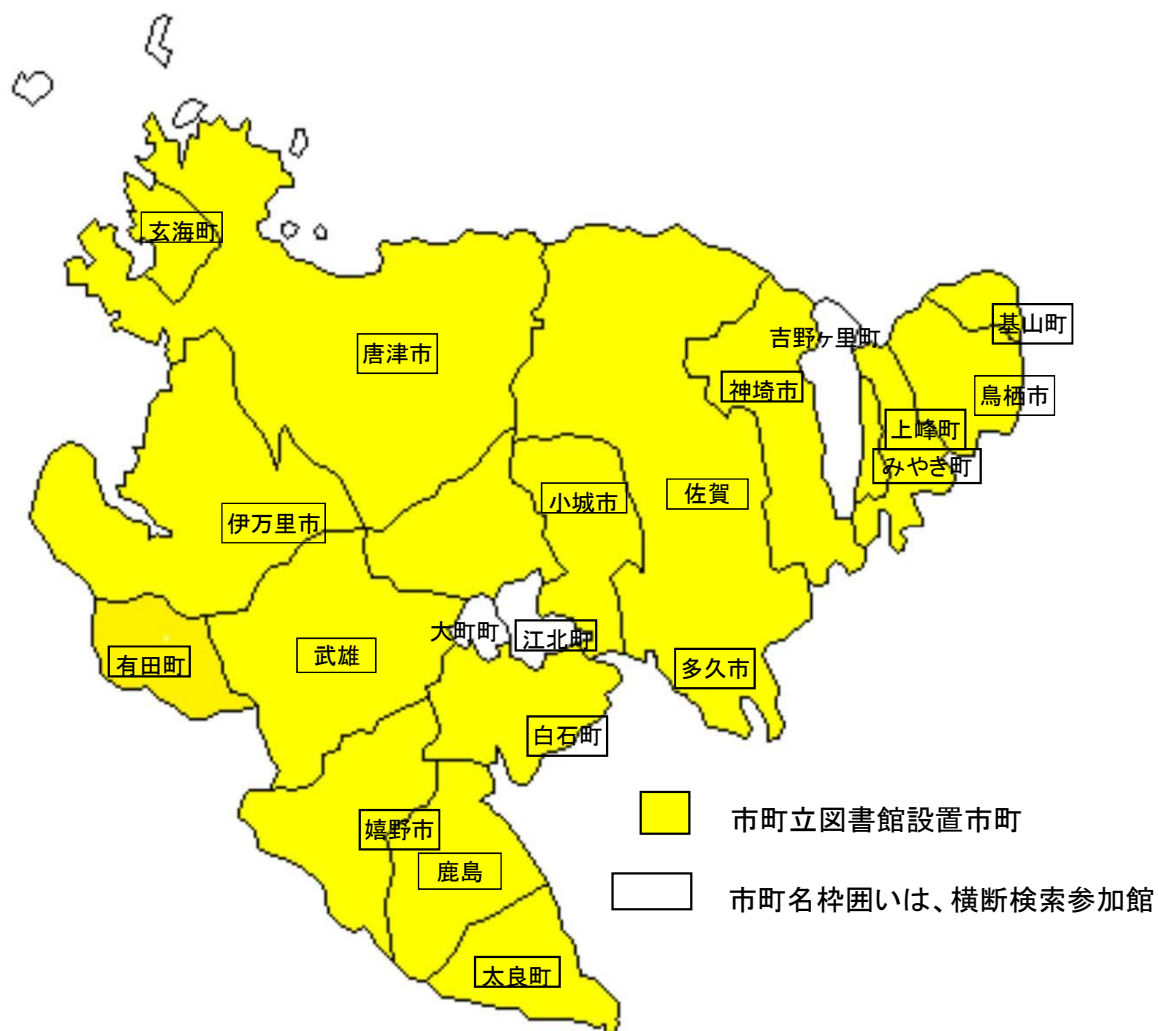 玄海町
唐津市
吉野ヶ里町
基山町
神埼市
鳥栖市
上峰町
みやき町
小城市
佐賀
伊万里市
大町町
江北町
武雄
有田町
多久市
白石町
市町立図書館設置市町
嬉野市
鹿島
市町名枠囲いは、横断検索参加館
太良町